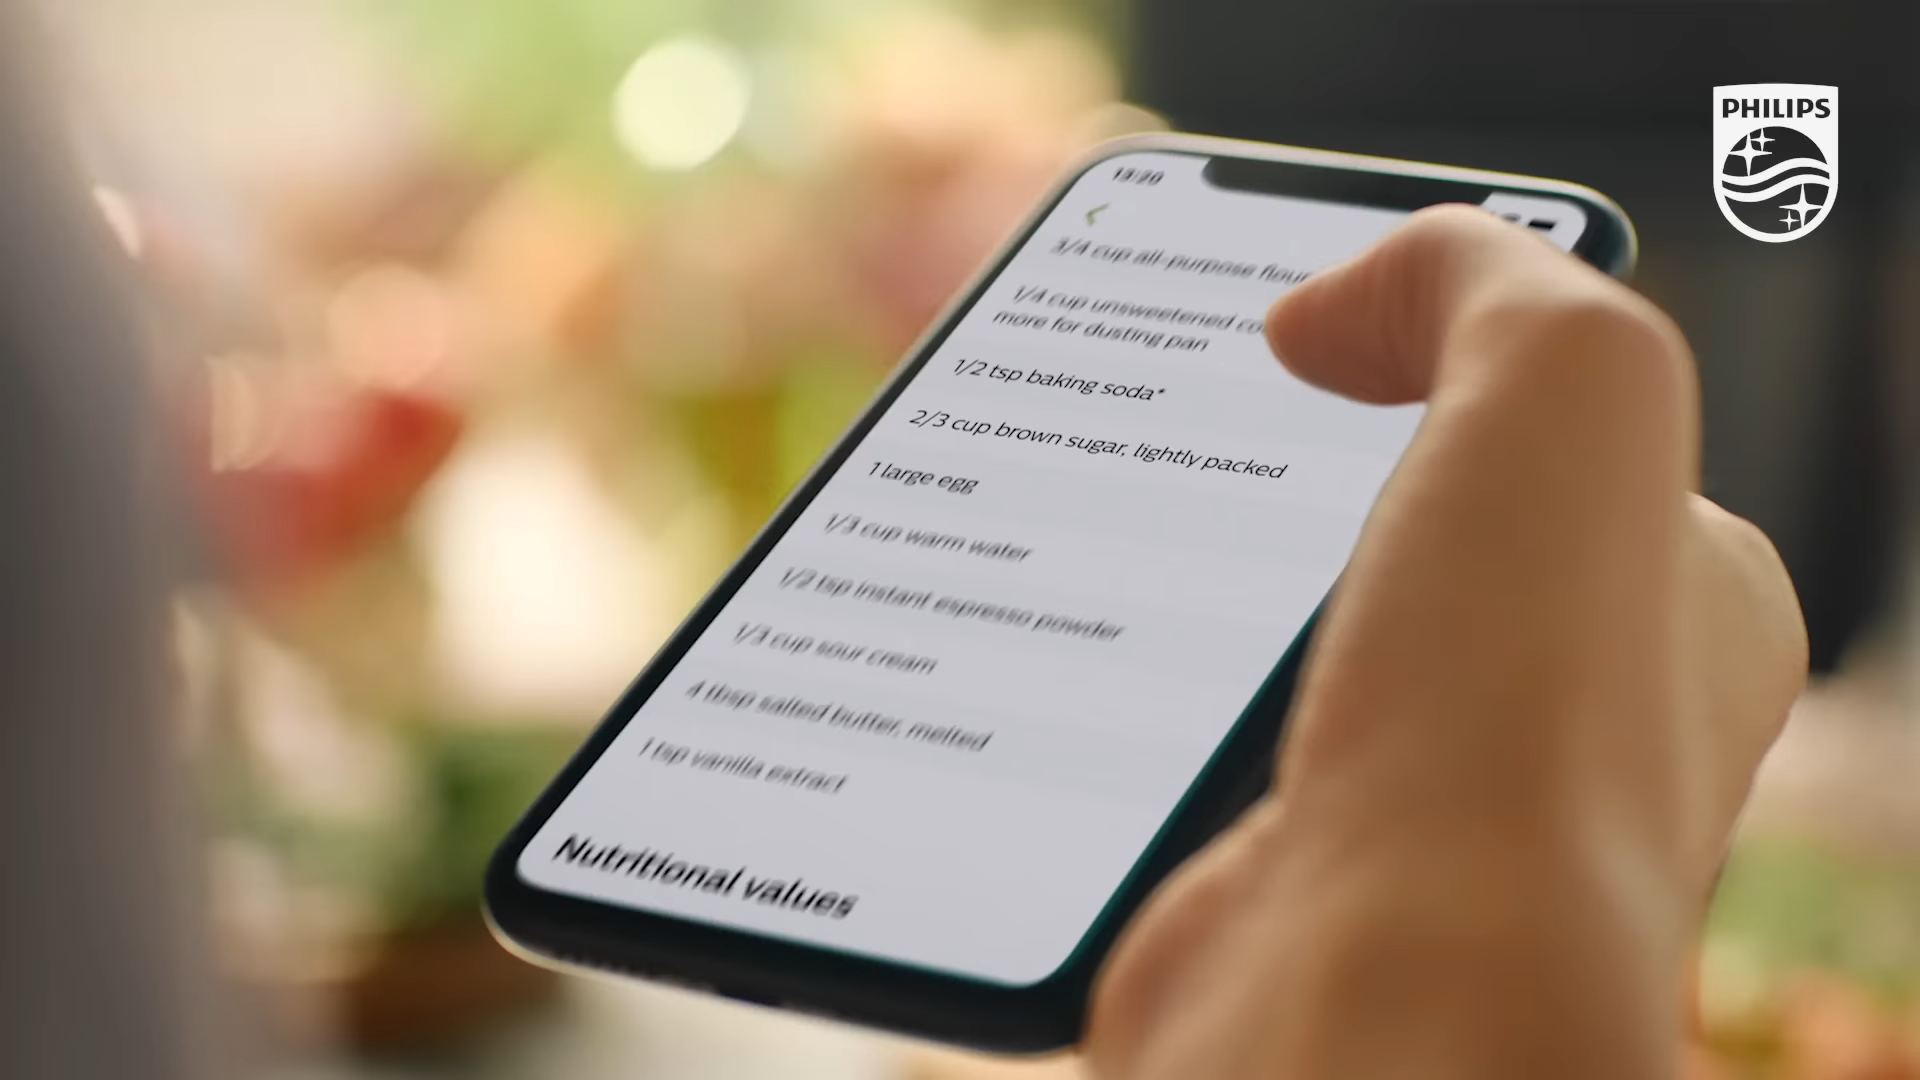 PHILIPS
13:20
3/4 cup all-purpose flour
1/4 cup unsweetened
more for dusting pan
1/2 tsp baking soda*
2/3 cup brown sugar, lightly packed
1 large egg
1/3 cup warm water
1/2 tsp instant espresso powder
1/3 cup sour cream
4 tbsp salted butter, melted
1 tsp vanilla extract
Nutritional values